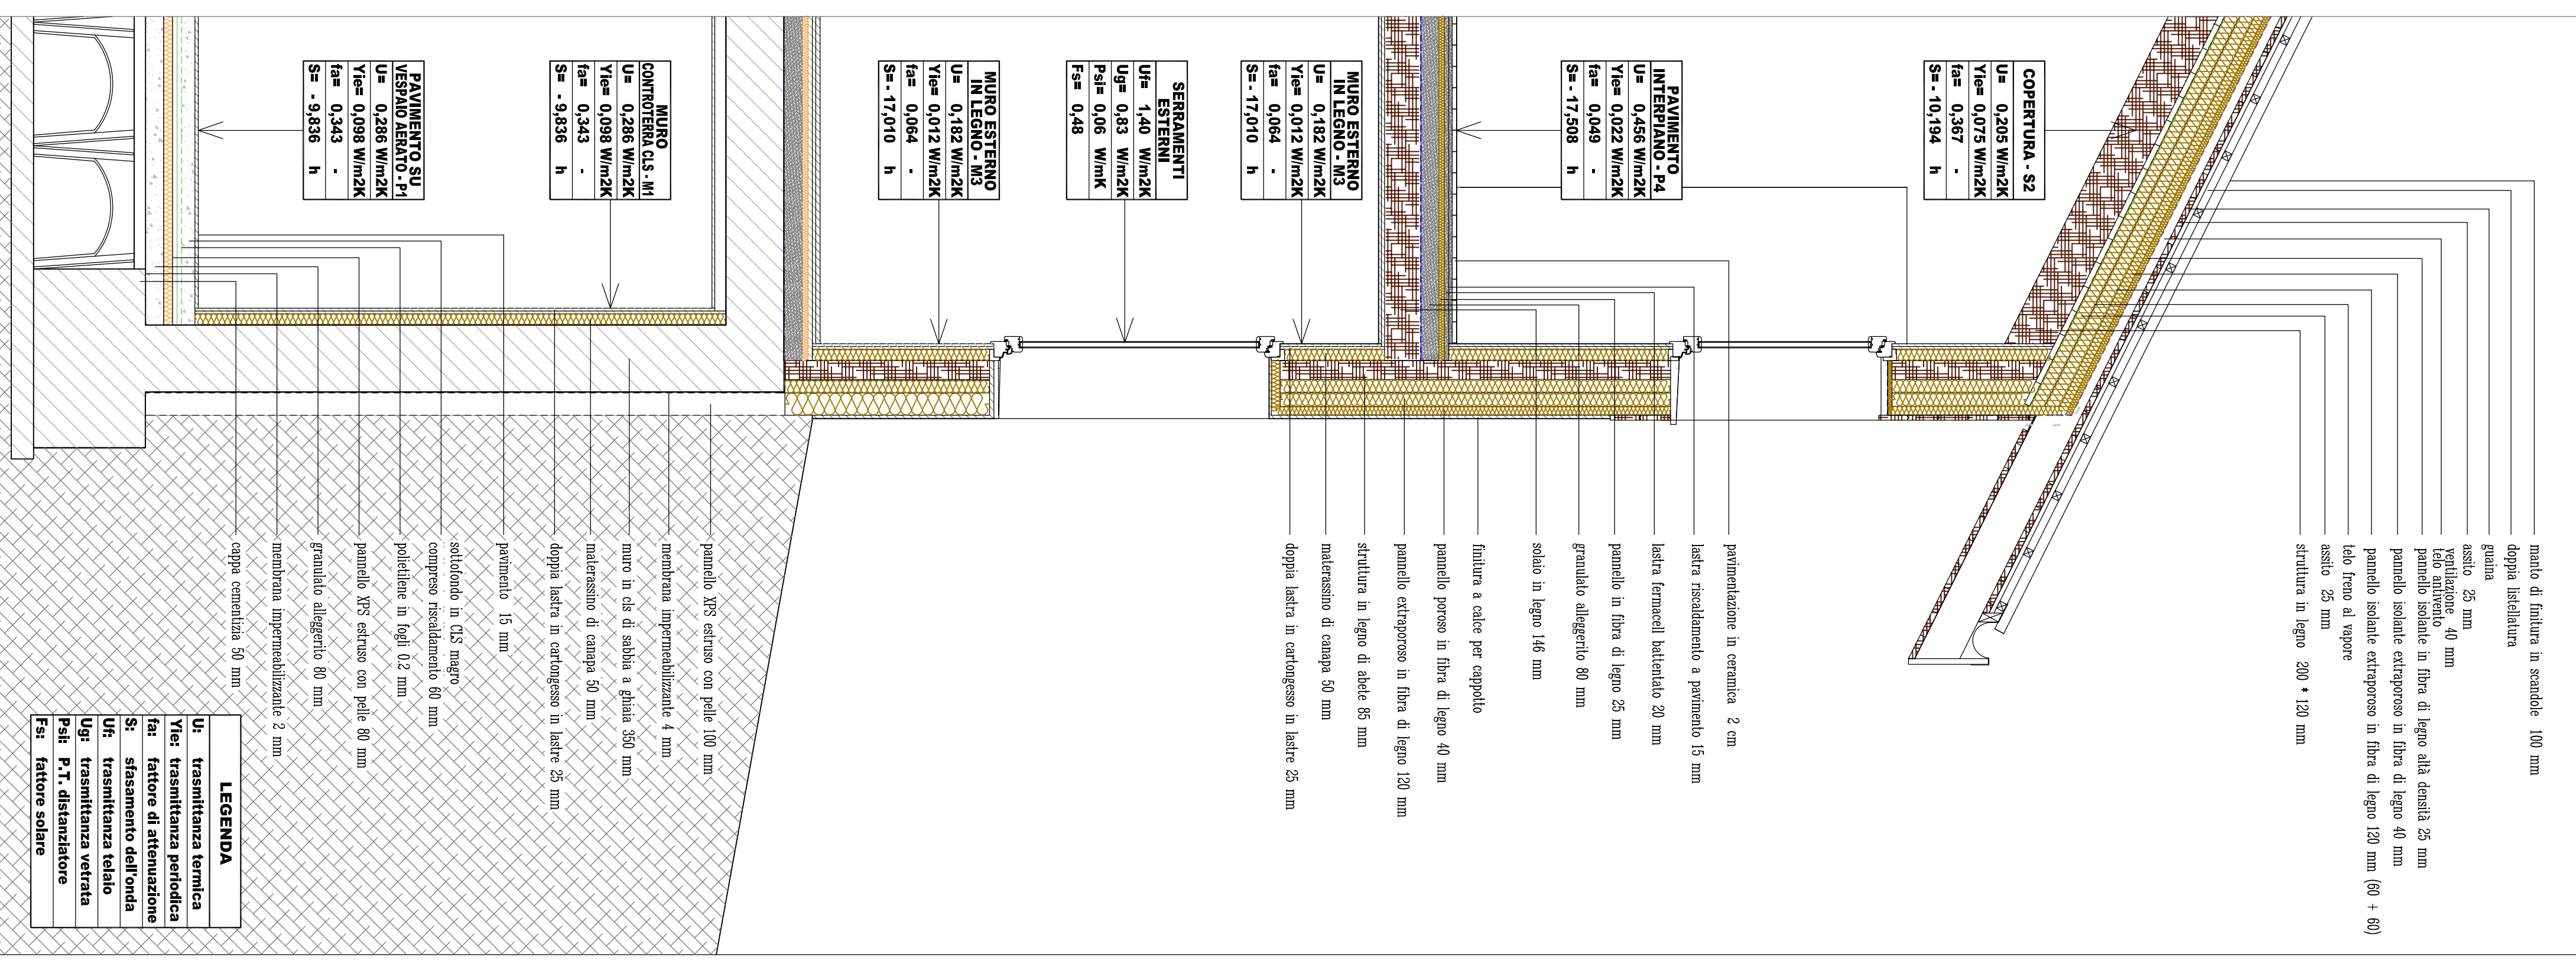 COPERTURA - S2
U= 0,205 W/m2K
Yie= 0,075 W/m2K
fa= 0,367 -
S= - 10,194 h
PAVIMENTO
INTERPIANO - P4
U= 0,456 W/m2K
Yie= 0,022 W/m2K
fa= 0,049 -
S= - 17,508 h
MURO ESTERNO
IN LEGNO - M3
U= 0,182 W/m2K
Yie= 0,012 W/m2K
fa= 0,064 -
S= - 17,010 h
SERRAMENTI
ESTERNI
Uf= 1,40 W/m2K
Ug= 0,83 W/m2K
Psi= 0,06 W/mK
Fs= 0,48
MURO ESTERNO
IN LEGNO - M3
U= 0,182 W/m2K
Yie= 0,012 W/m2K
fa= 0,064 -
S= - 17,010 h
MURO
CONTROTERRA CLS - M1
U= 0,286 W/m2K
Yie= 0,098 W/m2K
fa= 0,343 -
S= - 9,836 h
PAVIMENTO SU
VESPAIO AERATO - P1
U= 0,286 W/m2K
Yie= 0,098 W/m2K
fa= 0,343 -
S= - 9,836 h
manto di finitura in scandole 100 mm
doppia listellatura
guaina
assito 25 mm
ventilazione 40 mm
telo antivento
pannello isolante in fibra di legno altà densità 25 mm
pannello isolante extraporoso in fibra di legno 40 mm
pannello isolante extraporoso in fibra di legno 120 mm (60 + 60)
telo freno al vapore
assito 25 mm
struttura in legno 200 * 120 mm
pavimentazione in ceramica 2 cm
lastra riscaldamento a pavimento 15 mm
lastra fermacell battentato 20 mm
pannello in fibra di legno 25 mm
granulato alleggerito 80 mm
solaio in legno 146 mm
finitura a calce per cappotto
pannello poroso in fibra di legno 40 mm
pannello extraporoso in fibra di legno 120 mm
struttura in legno di abete 85 mm
materassino di canapa 50 mm
doppia lastra in cartongesso in lastre 25 mm
pannello XPS estruso con pelle 100 mm
membrana impermeabilizzante 4 mm
muro in cls di sabbia a ghiaia 350 mm
materassino di canapa 50 mm
doppia lastra in cartongesso in lastre 25 mm
pavimento 15 mm
sottofondo in CLS magro
compreso riscaldamento 60 mm
polietilene in fogli 0.2 mm
pannello XPS estruso con pelle 80 mm
granulato alleggerito 80 mm
membrana impermeabilizzante 2 mm
cappa cementizia 50 mm
LEGENDA
U: trasmittanza termica
Yie: trasmittanza periodica
fa: fattore di attenuazione
S: sfasamento dell'onda
Uf: trasmittanza telaio
Ug: trasmittanza vetrata
Psi: P.T. distanziatore
Fs: fattore solare